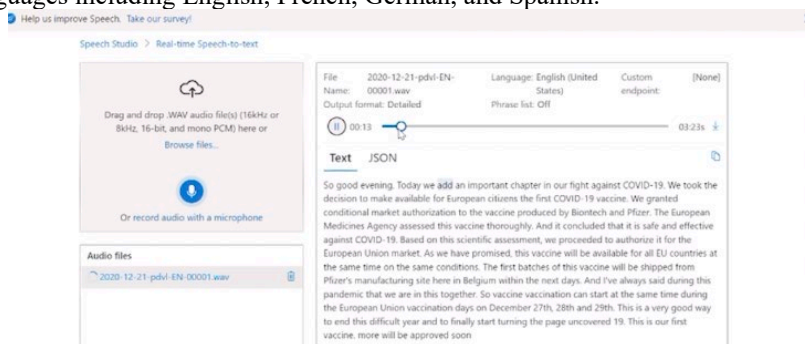 guages including English, French, German, and Spanish.
Help us improve Speech. Take our survey!
Speech Studio > Real-time Speech-to-text
Drag and drop .WAV audio file(s) (16kHz or
8kHz, 16-bit, and mono PCM) here or
Browse files...
Or record audio with a microphone
Audio files
2020-12-21-pdvl-EN-00001.wav
File Name: 2020-12-21-pdvl-EN-00001.wav
Language: English (United States)
Custom endpoint: [None]
Output format: Detailed
Phrase list: Off
00:13
03:23s
Text JSON
So good evening. Today we add an important chapter in our fight against COVID-19. We took the
decision to make available for European citizens the first COVID-19 vaccine. We granted
conditional market authorization to the vaccine produced by Biontech and Pfizer. The European
Medicines Agency assessed this vaccine thoroughly. And it concluded that it is safe and effective
against COVID-19. Based on this scientific assessment, we proceeded to authorize it for the
European Union market. As we have promised, this vaccine will be available for all EU countries at
the same time on the same conditions. The first batches of this vaccine will be shipped from
Pfizer's manufacturing site here in Belgium within the next days. And I've always said during this
pandemic that we are in this together. So vaccine vaccination can start at the same time during
the European Union vaccination days on December 27th, 28th and 29th. This is a very good way
to end this difficult year and to finally start turning the page uncovered 19. This is our first
vaccine. more will be approved soon